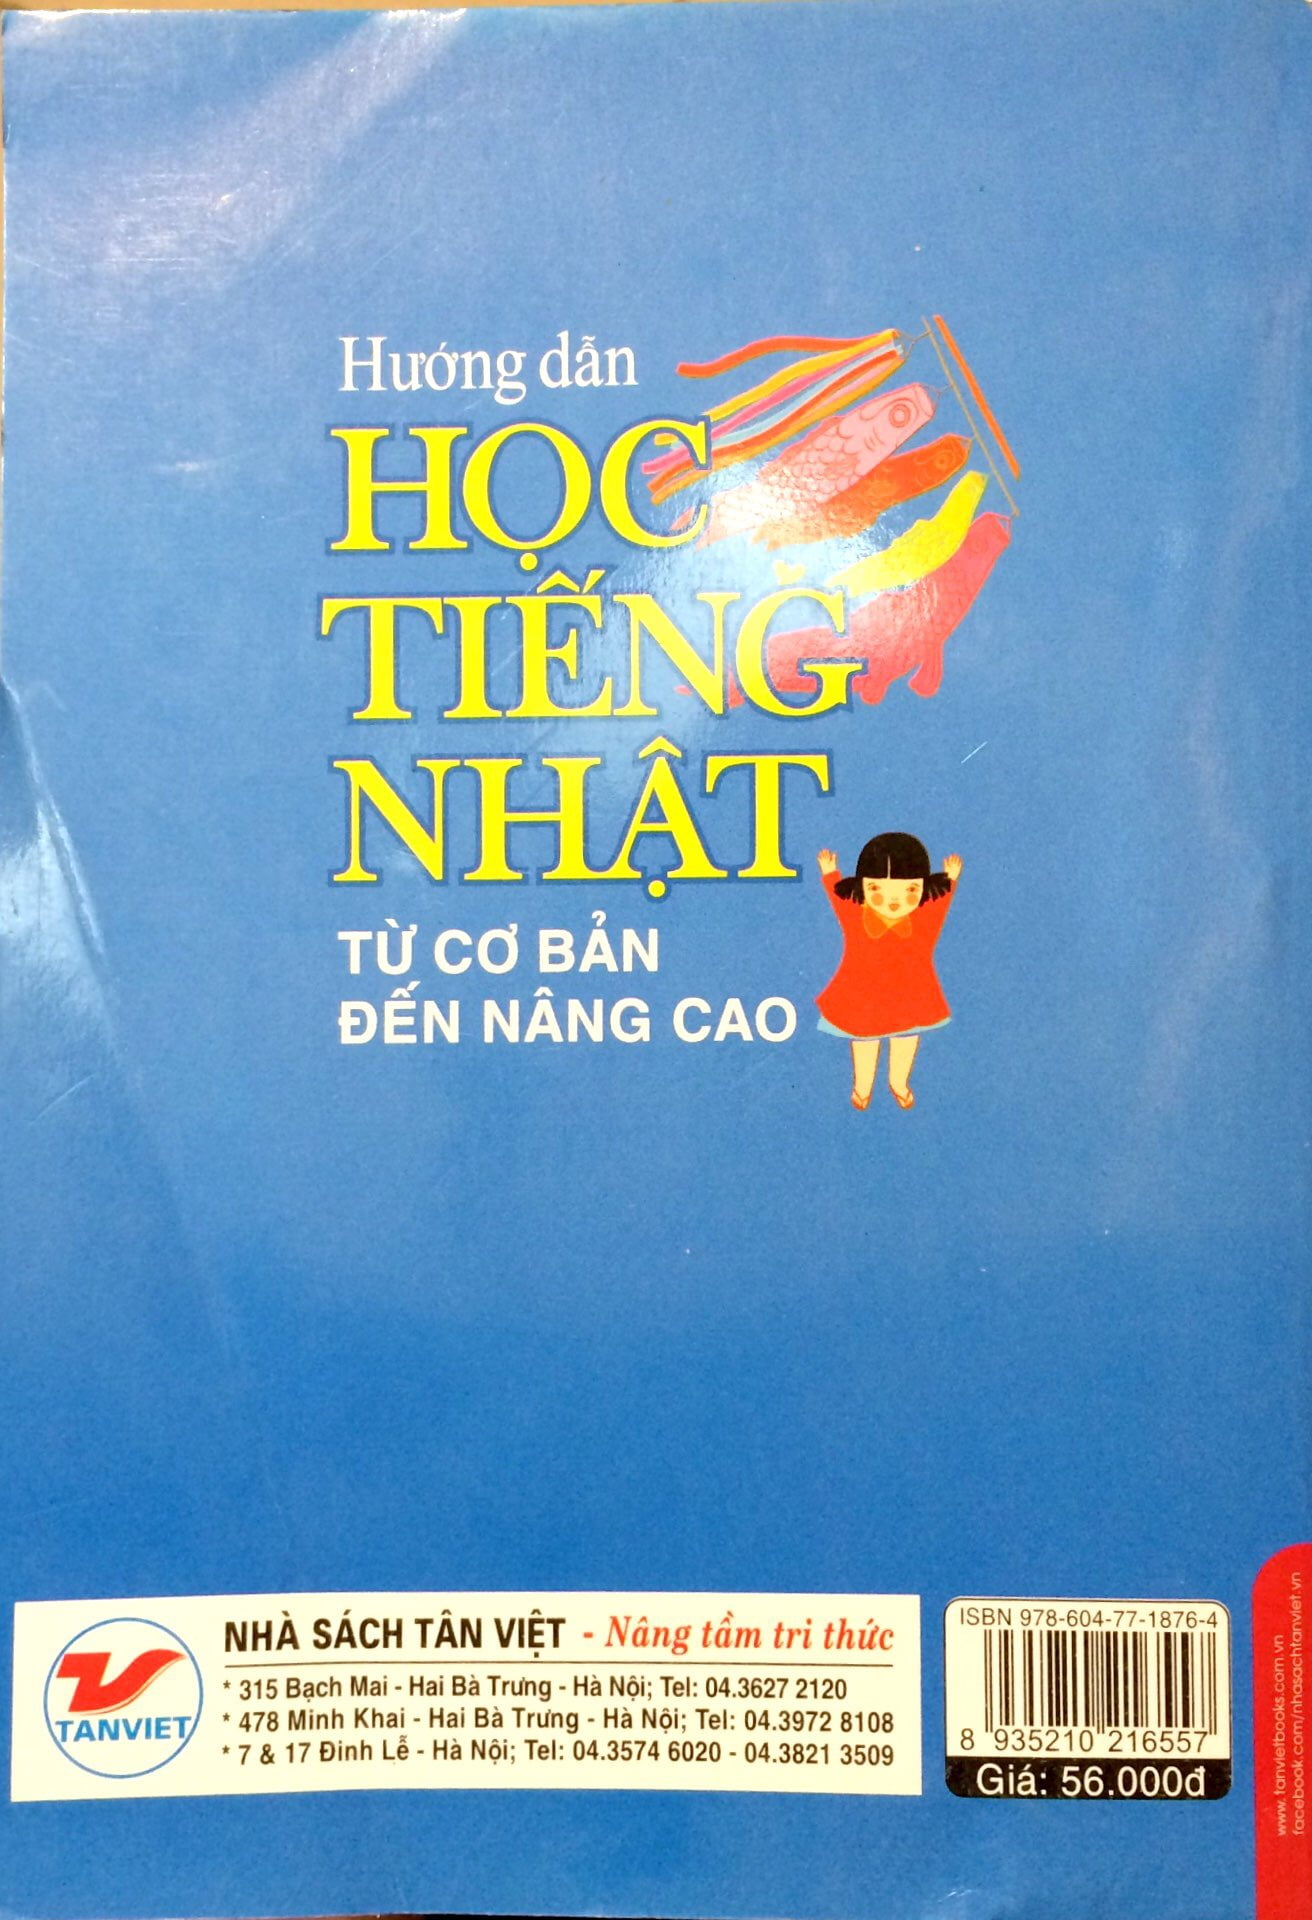 Hướng dẫn
HỌC
TIẾNG
NHẬT
TỪ CƠ BẢN
ĐẾN NÂNG CAO
TANVIET
NHÀ SÁCH TÂN VIỆT - Nâng tầm tri thức
* 315 Bạch Mai - Hai Bà Trưng - Hà Nội; Tel: 04.3627 2120
* 478 Minh Khai - Hai Bà Trưng - Hà Nội; Tel: 04.3972 8108
* 7 & 17 Đinh Lễ - Hà Nội; Tel: 04.3574 6020 - 04.3821 3509
ISBN 978-604-77-1876-4
8 935210 216557
Giá: 56.000đ
www.tanvietbooks.com.vn
facebook.com/nhasachtanviet.vn